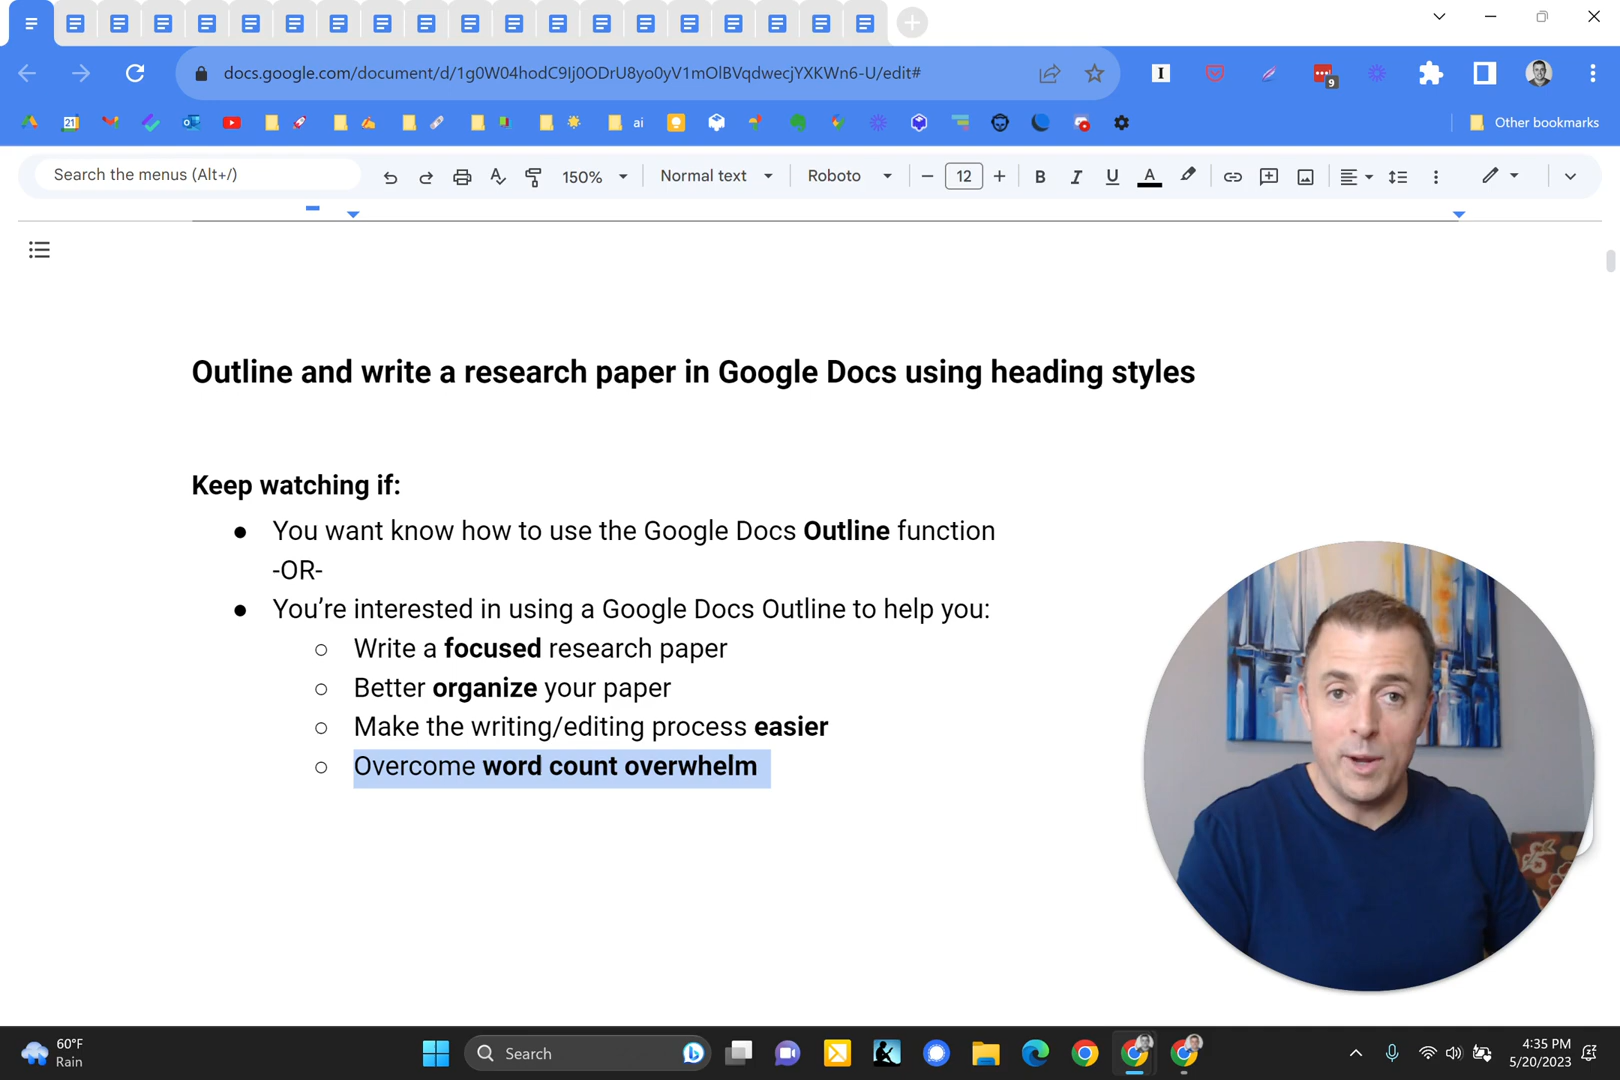 docs.google.com/document/d/1g0W04hodC9Ij0ODrU8yo0yV1mOlBVqdwecjYXKWn6-U/edit#
9
21
ai
Other bookmarks
Search the menus (Alt+/)
150%
Normal text
Roboto
12
Outline and write a research paper in Google Docs using heading styles
Keep watching if:
You want know how to use the Google Docs Outline function
-OR-
You’re interested in using a Google Docs Outline to help you:
Write a focused research paper
Better organize your paper
Make the writing/editing process easier
Overcome word count overwhelm
60°F
Rain
Search
4:35 PM
5/20/2023